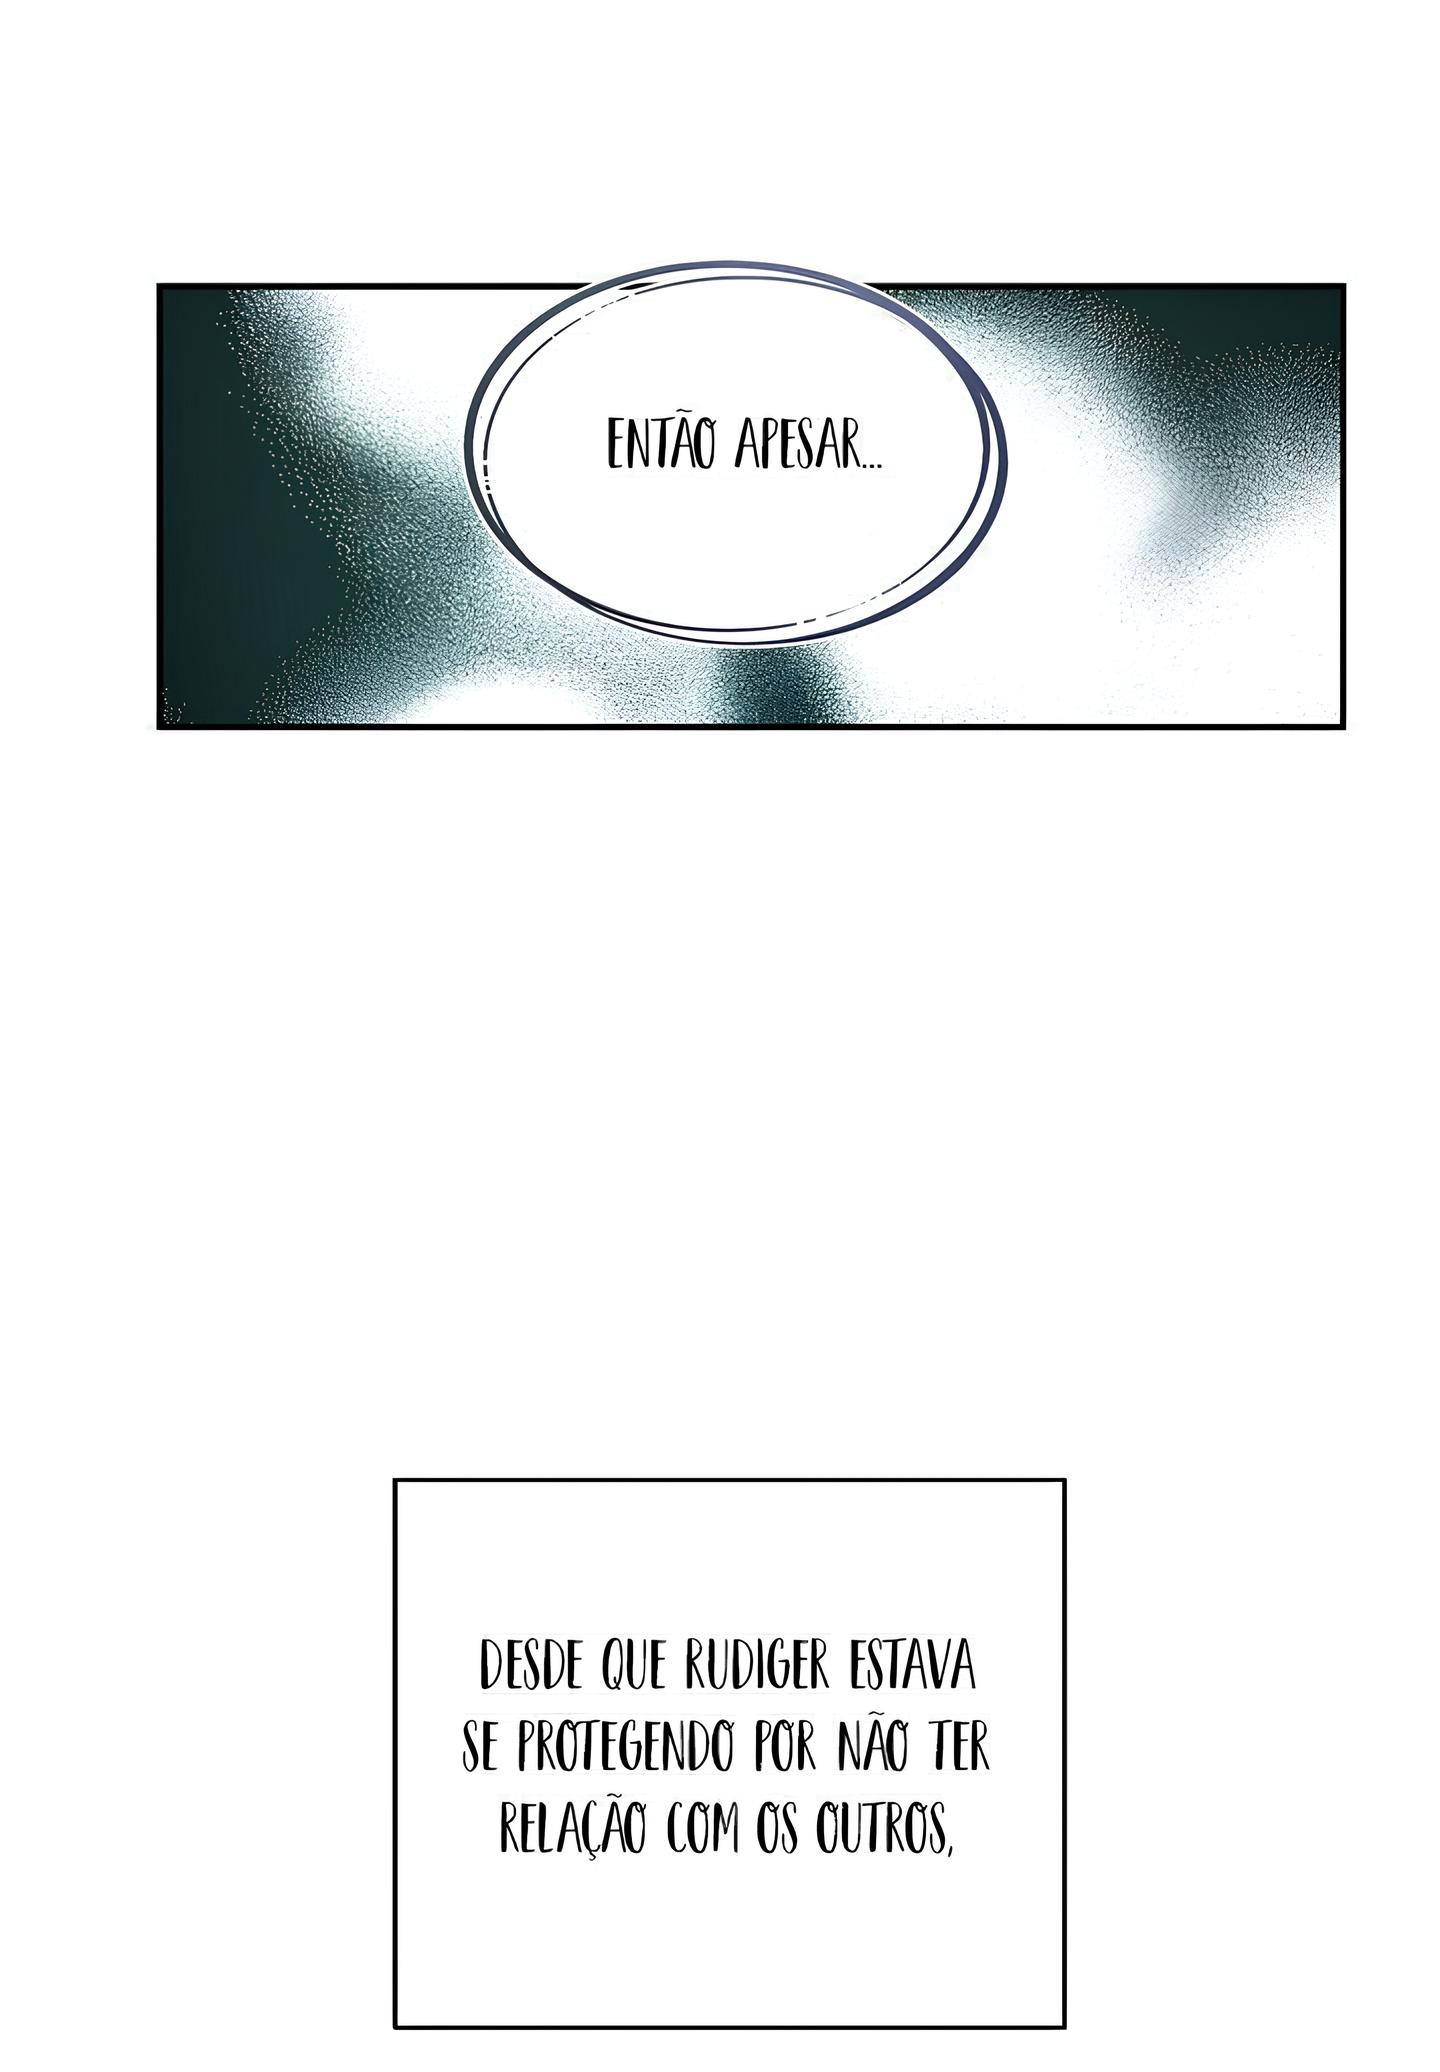 ENTÃO APESAR...
DESDE QUE RUDIGER ESTAVA
SE PROTEGENDO POR NÃO TER
RELAÇÃO COM OS OUTROS,